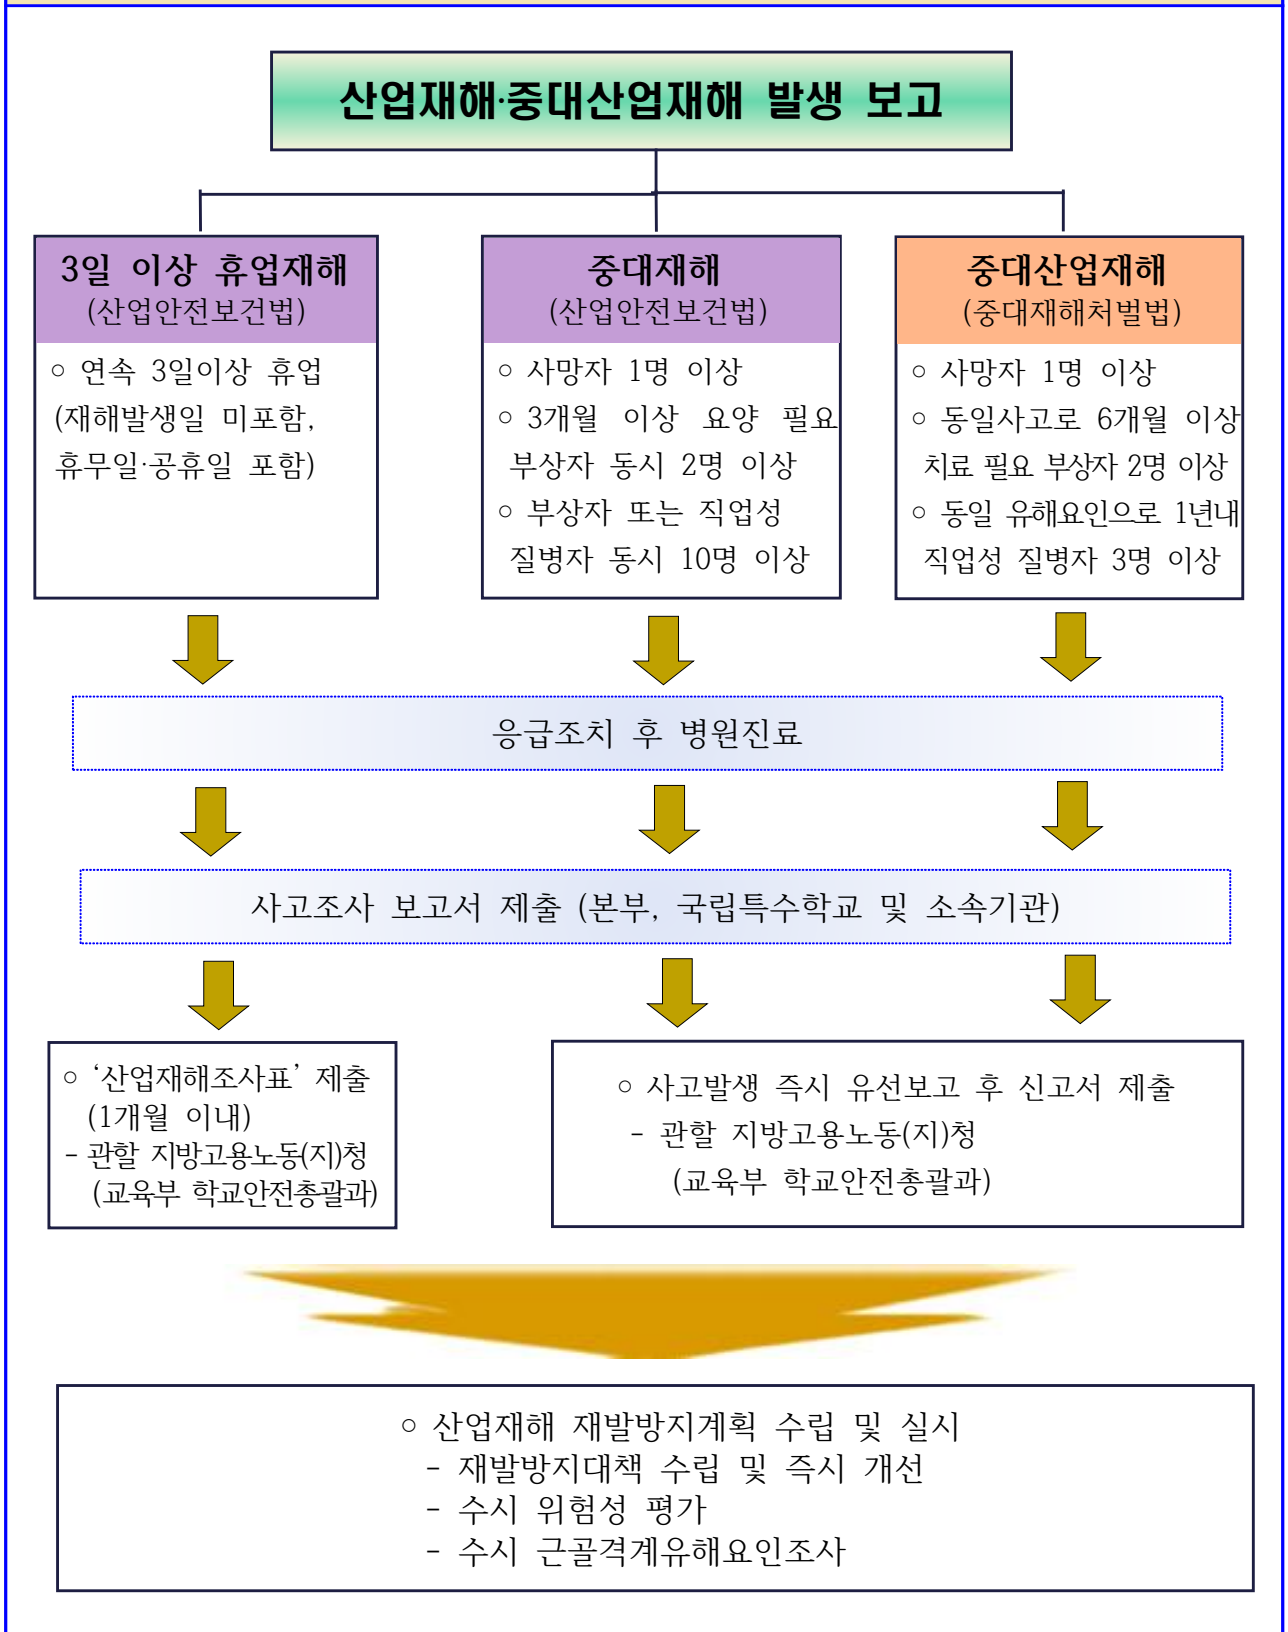 산업재해·중대산업재해 발생 보고
3일 이상 휴업재해
(산업안전보건법)
○ 연속 3일이상 휴업
(재해발생일 미포함,
휴무일·공휴일 포함)
중대재해
(산업안전보건법)
○ 사망자 1명 이상
○ 3개월 이상 요양 필요
부상자 동시 2명 이상
○ 부상자 또는 직업성
질병자 동시 10명 이상
중대산업재해
(중대재해처벌법)
○ 사망자 1명 이상
○ 동일사고로 6개월 이상
치료 필요 부상자 2명 이상
○ 동일 유해요인으로 1년내
직업성 질병자 3명 이상
응급조치 후 병원진료
사고조사 보고서 제출 (본부, 국립특수학교 및 소속기관)
○ ‘산업재해조사표’ 제출
(1개월 이내)
- 관할 지방고용노동(지)청
(교육부 학교안전총괄과)
○ 사고발생 즉시 유선보고 후 신고서 제출
- 관할 지방고용노동(지)청
(교육부 학교안전총괄과)
○ 산업재해 재발방지계획 수립 및 실시
- 재발방지대책 수립 및 즉시 개선
- 수시 위험성 평가
- 수시 근골격계유해요인조사